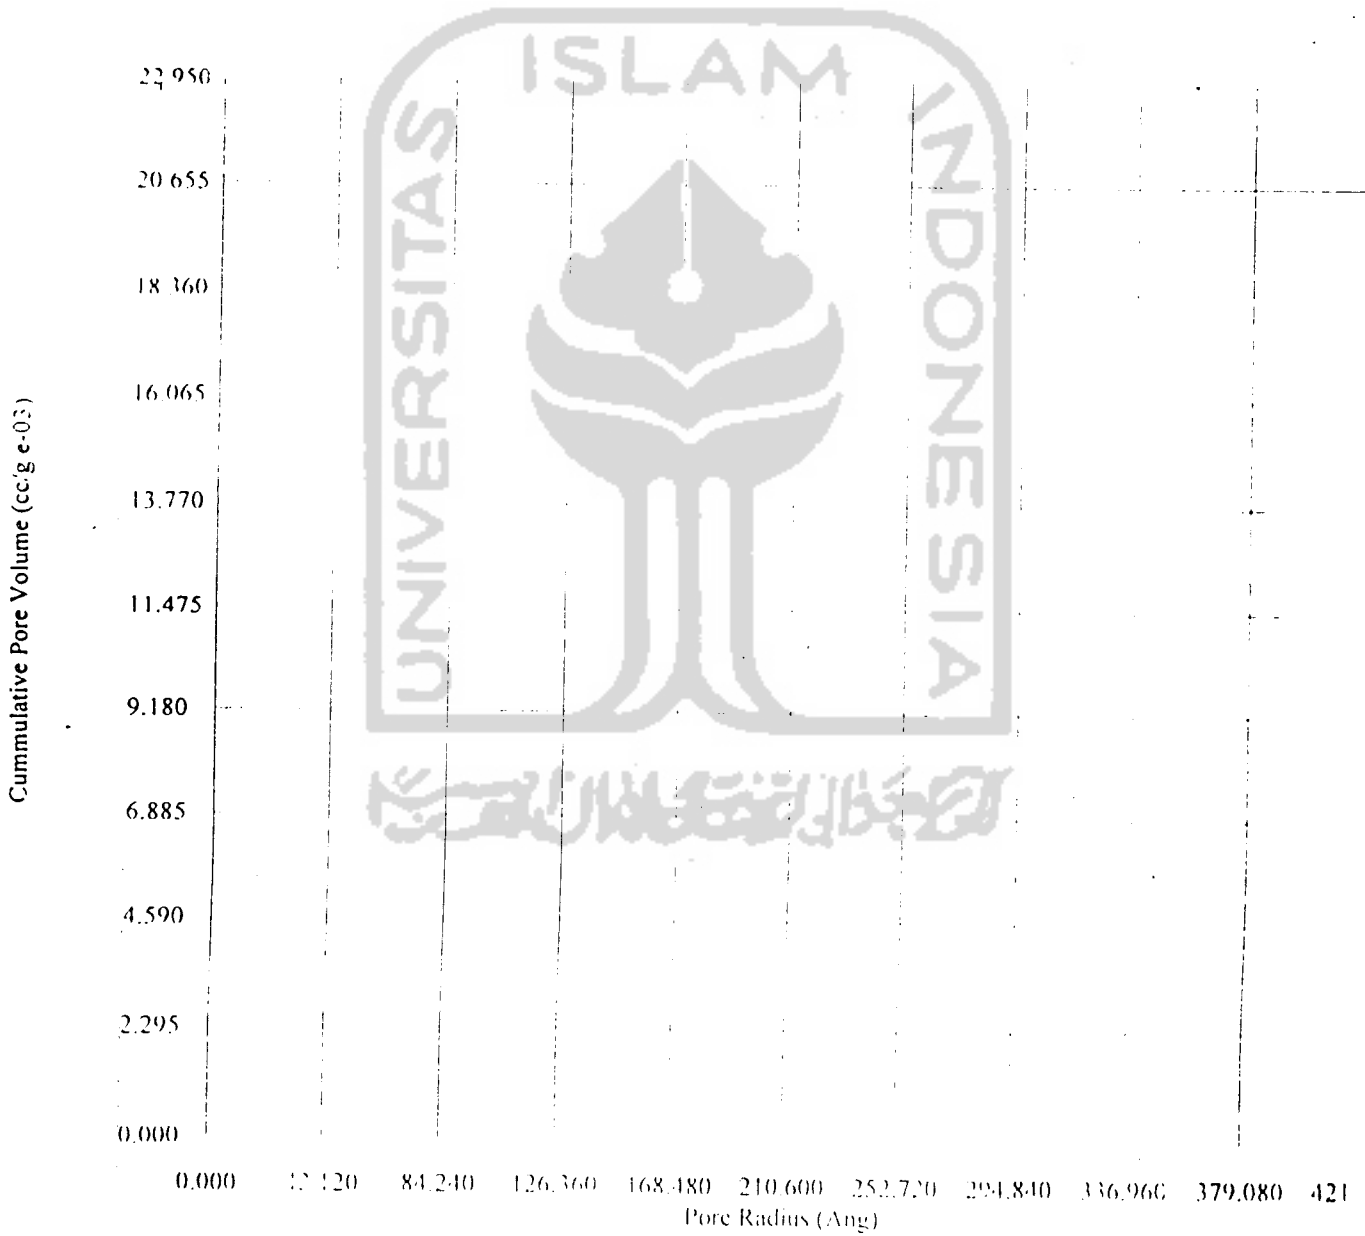 ISLAM
UNIVERSITAS
INDONESIA
22.950
20.655
18.360
16.065
13.770
11.475
9.180
6.885
4.590
2.295
0.000
Cummulative Pore Volume (cc/g e-03)
0.000 84.240 126.360 168.480 210.600 252.720 294.840 336.960 379.080 421
Pore Radius (Ang)